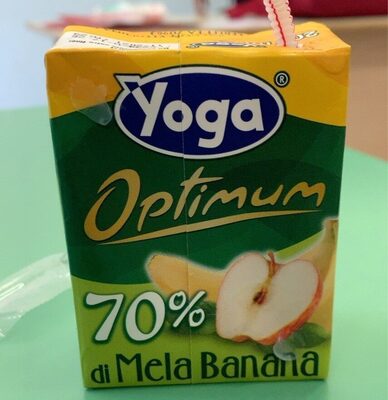 Yoga®
Optimum
70%
di Mela Banana